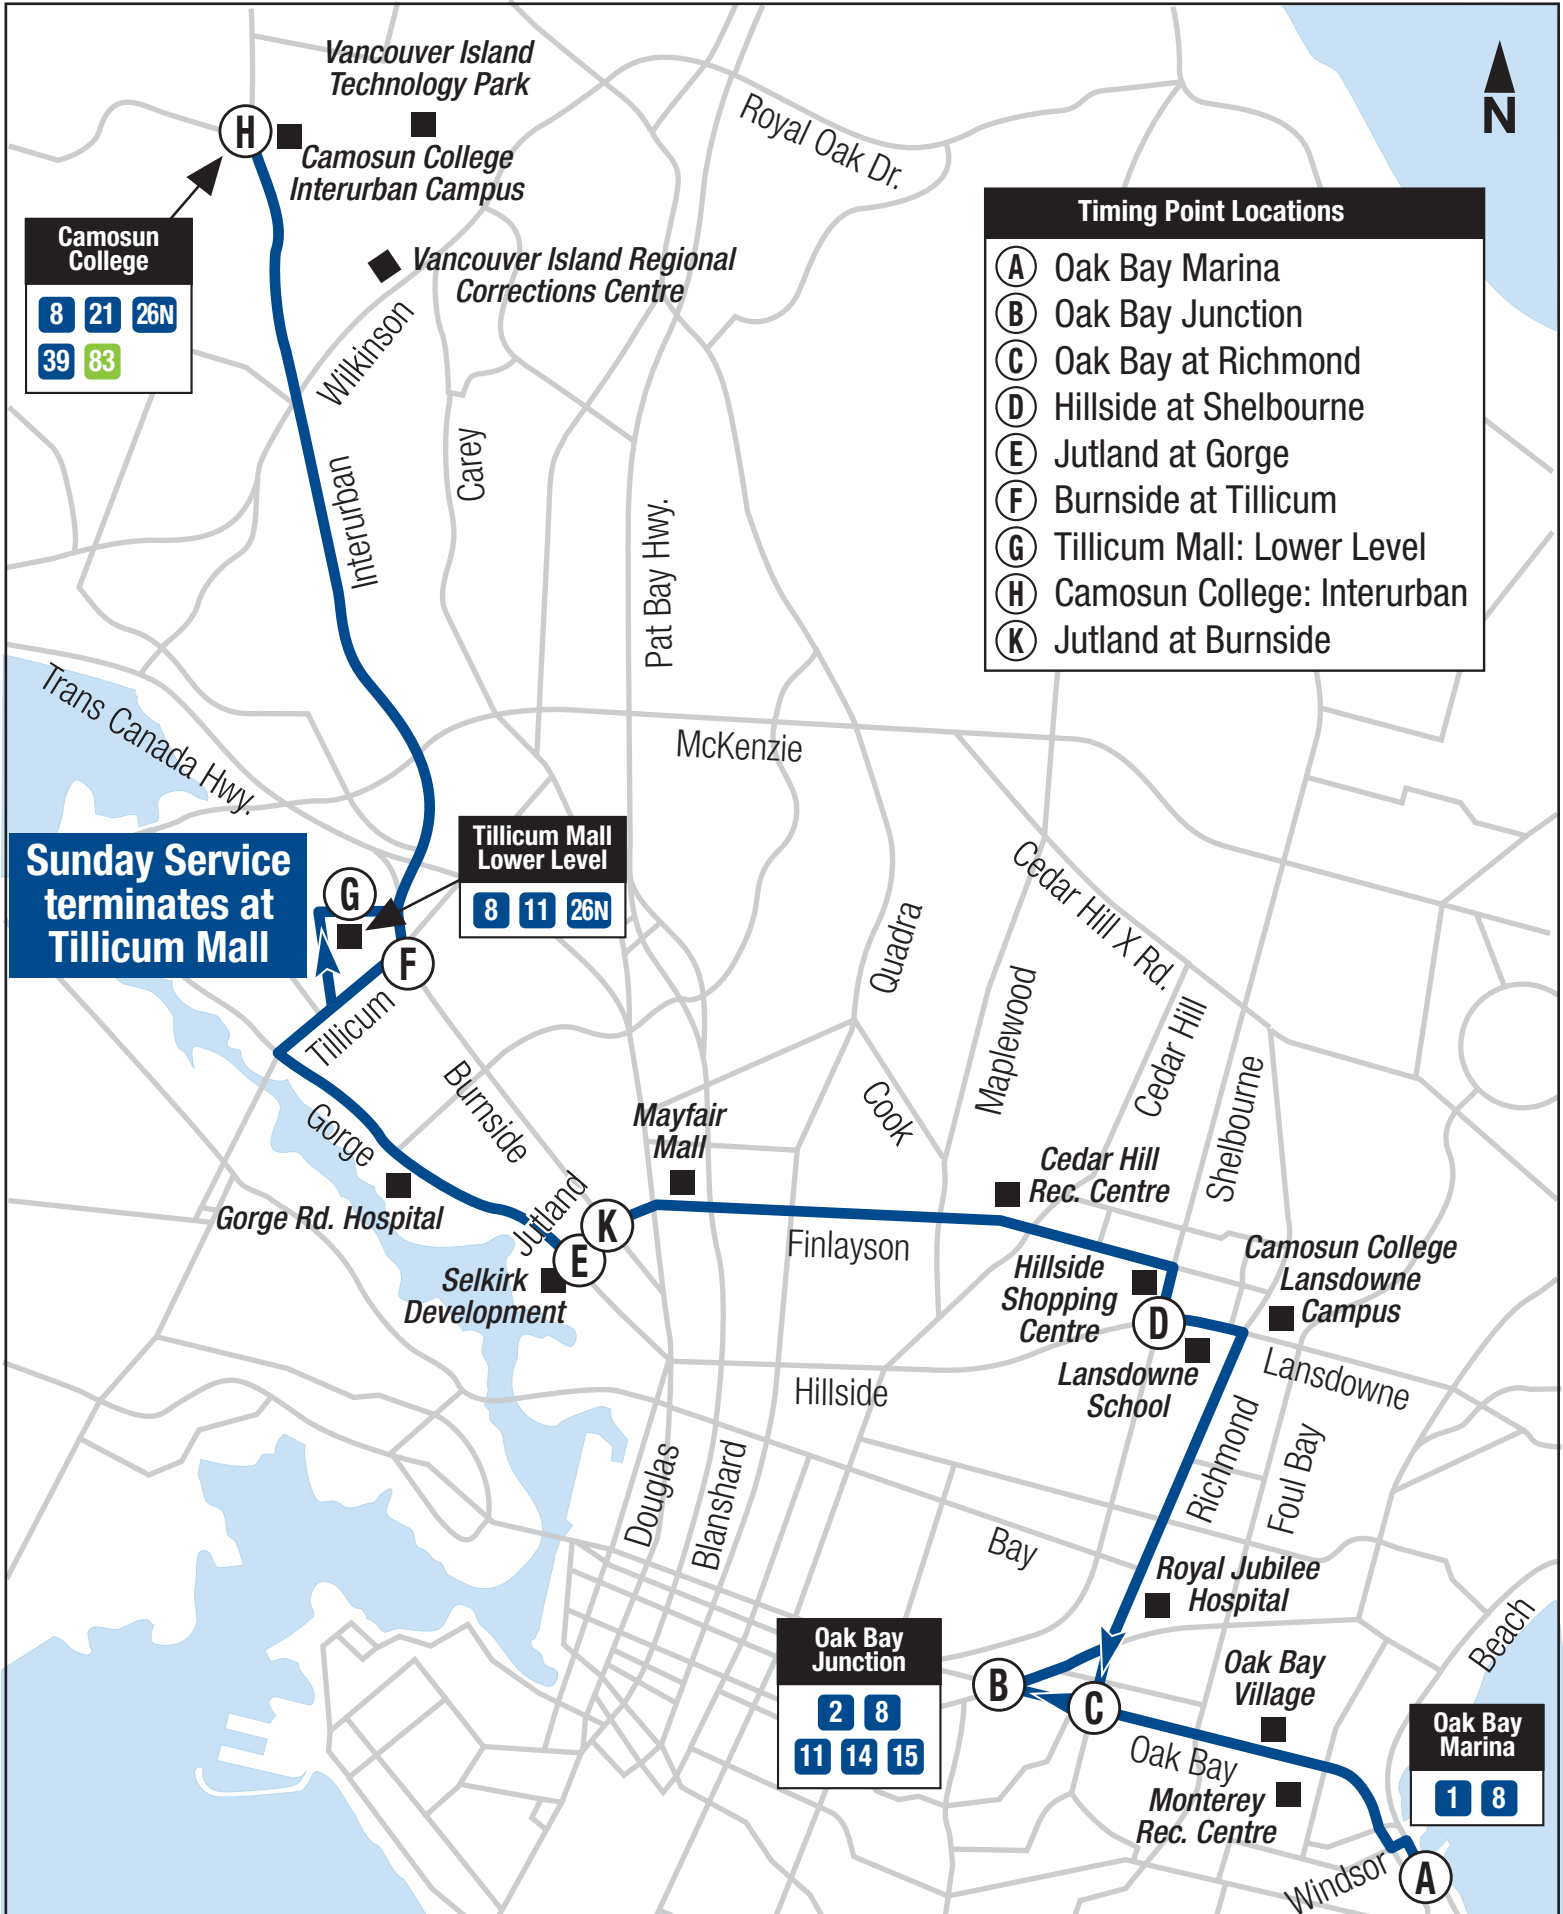 Vancouver Island
Technology Park
H
Camosun College
Interurban Campus
Royal Oak Dr.
N
Camosun
College
8 21 26N
39 83
Vancouver Island Regional
Corrections Centre
Timing Point Locations
A Oak Bay Marina
B Oak Bay Junction
C Oak Bay at Richmond
D Hillside at Shelbourne
E Jutland at Gorge
F Burnside at Tillicum
G Tillicum Mall: Lower Level
H Camosun College: Interurban
K Jutland at Burnside
Wilkinson
Interurban
Carey
Pat Bay Hwy.
Trans Canada Hwy.
McKenzie
Sunday Service
terminates at
Tillicum Mall
G
Tillicum Mall
Lower Level
8 11 26N
F
Tillicum
Quadra
Cedar Hill X Rd.
Maplewood
Cedar Hill
Shelbourne
Cook
Burnside
Gorge
Mayfair
Mall
Gorge Rd. Hospital
Jutland
K
E
Selkirk
Development
Finlayson
Cedar Hill
Rec. Centre
Hillside
Shopping
Centre
D
Camosun College
Lansdowne
Campus
Lansdowne
School
Lansdowne
Hillside
Douglas
Blanshard
Richmond
Foul Bay
Bay
Royal Jubilee
Hospital
Beach
Oak Bay
Junction
2 8
11 14 15
B
C
Oak Bay
Village
Oak Bay
Monterey
Rec. Centre
Oak Bay
Marina
1 8
Windsor
A